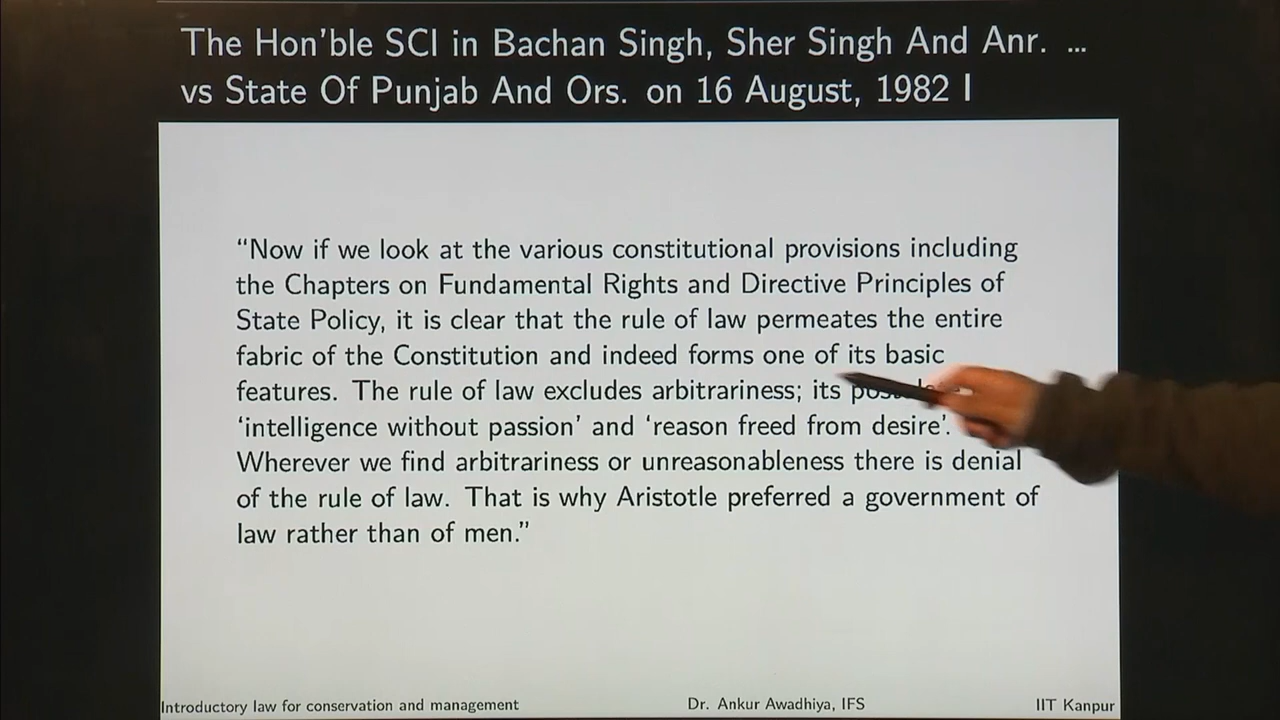 The Hon'ble SCI in Bachan Singh, Sher Singh And Anr. ...
vs State Of Punjab And Ors. on 16 August, 1982 I
“Now if we look at the various constitutional provisions including
the Chapters on Fundamental Rights and Directive Principles of
State Policy, it is clear that the rule of law permeates the entire
fabric of the Constitution and indeed forms one of its basic
features. The rule of law excludes arbitrariness; its
‘intelligence without passion’ and ‘reason freed from desire’.
Wherever we find arbitrariness or unreasonableness there is denial
of the rule of law. That is why Aristotle preferred a government of
law rather than of men.”
Introductory law for conservation and management
Dr. Ankur Awadhiya, IFS
IIT Kanpur